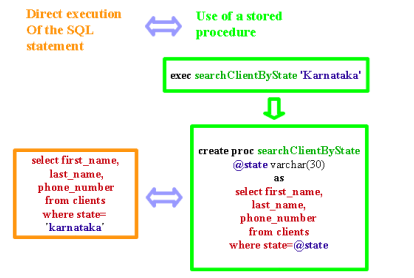 Direct execution
Of the SQL
statement
Use of a stored
procedure
exec searchClientByState 'Karnataka'
create proc searchClientByState
@state varchar(30)
as
select first_name,
last_name,
phone_number
from clients
where state=@state
select first_name,
last_name,
phone_number
from clients
where state=
'karnataka'